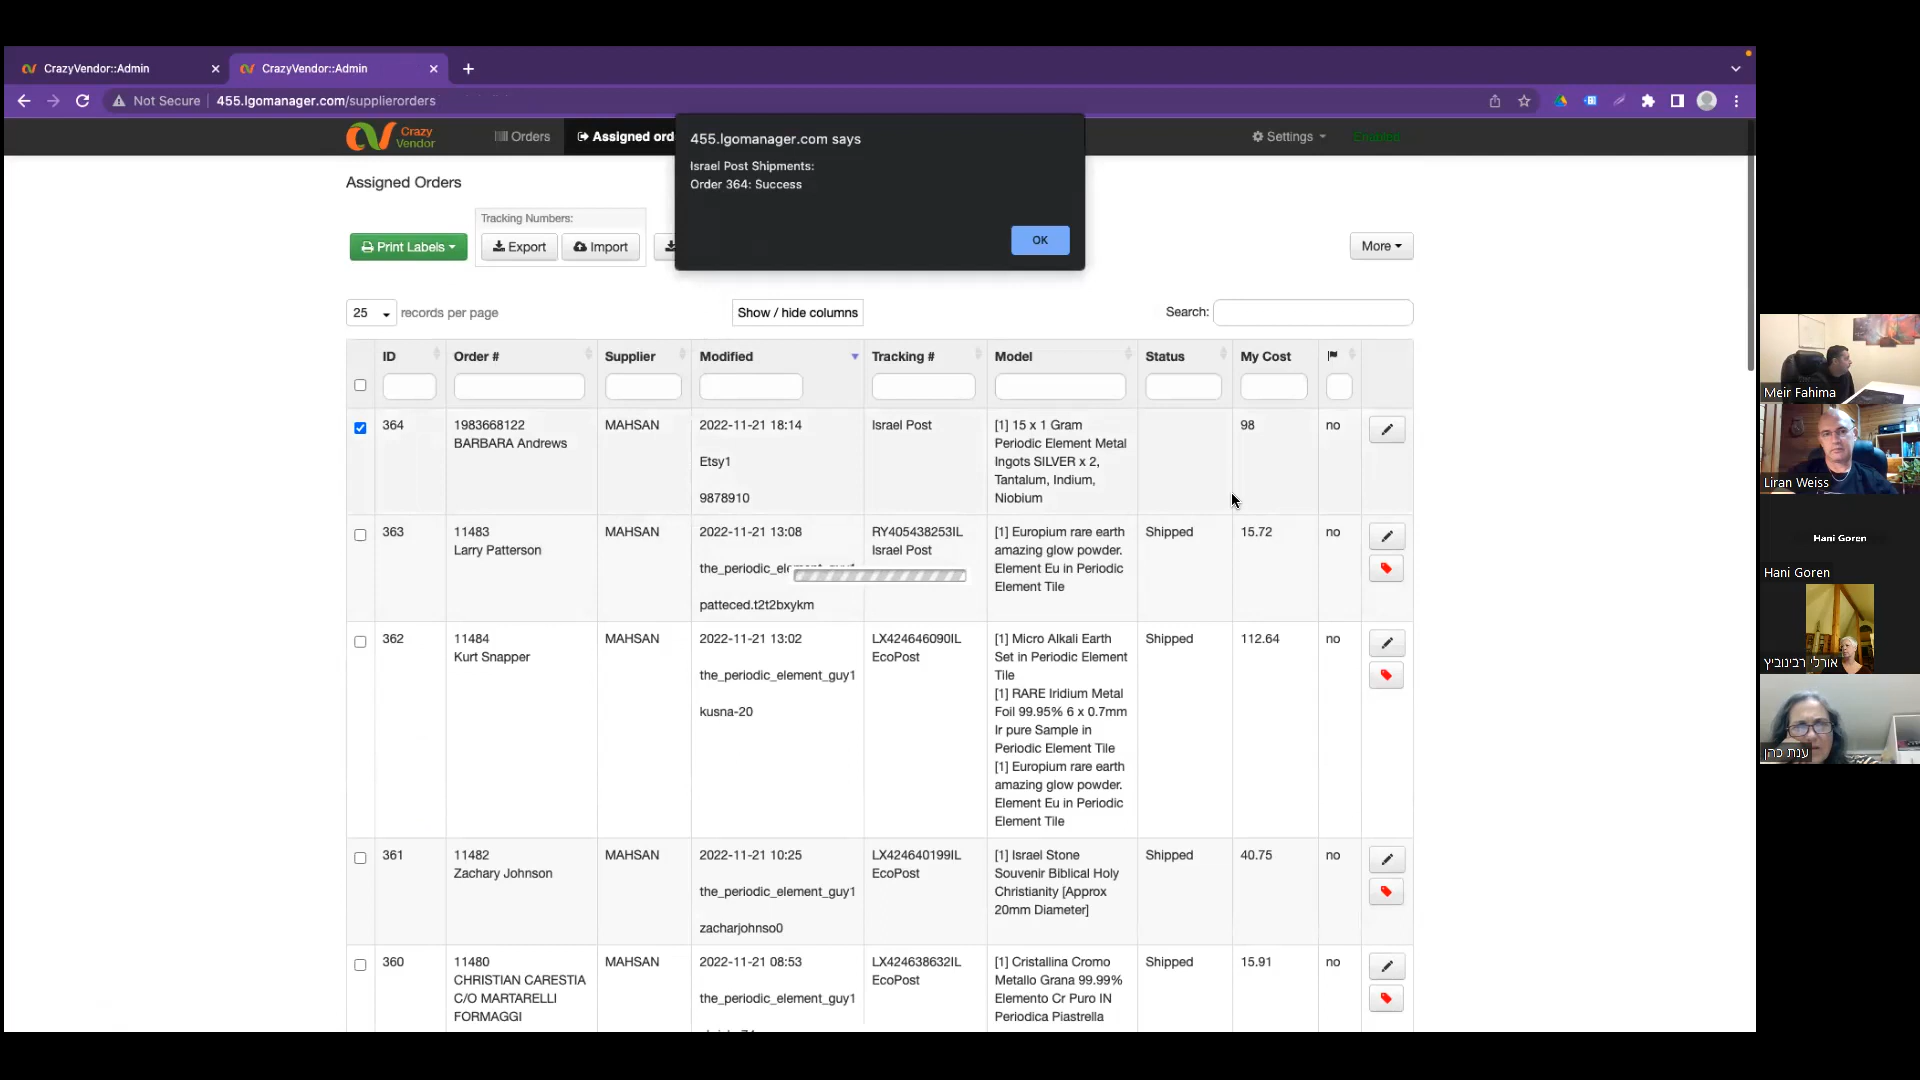 CrazyVendor::Admin
CrazyVendor::Admin
Not Secure
455.lgomanager.com/supplierorders
Crazy
Vendor
Orders
Assigned ord
Settings
Enabled
455.lgomanager.com says
Israel Post Shipments:
Order 364: Success
OK
Assigned Orders
Tracking Numbers:
Print Labels
Export
Import
More
25
records per page
Show / hide columns
Search:
ID
Order #
Supplier
Modified
Tracking #
Model
Status
My Cost
364
1983668122
BARBARA Andrews
MAHSAN
2022-11-21 18:14
Etsy1
9878910
Israel Post
[1] 15 x 1 Gram
Periodic Element Metal
Ingots SILVER x 2,
Tantalum, Indium,
Niobium
98
no
363
11483
Larry Patterson
MAHSAN
2022-11-21 13:08
the_periodic_ele
patteced.t2t2bxykm
RY405438253IL
Israel Post
[1] Europium rare earth
amazing glow powder.
Element Eu in Periodic
Element Tile
Shipped
15.72
no
362
11484
Kurt Snapper
MAHSAN
2022-11-21 13:02
the_periodic_element_guy1
kusna-20
LX424646090IL
EcoPost
[1] Micro Alkali Earth
Set in Periodic Element
Tile
[1] RARE Iridium Metal
Foil 99.95% 6 x 0.7mm
Ir pure Sample in
Periodic Element Tile
[1] Europium rare earth
amazing glow powder.
Element Eu in Periodic
Element Tile
Shipped
112.64
no
361
11482
Zachary Johnson
MAHSAN
2022-11-21 10:25
the_periodic_element_guy1
zacharjohnso0
LX424640199IL
EcoPost
[1] Israel Stone
Souvenir Biblical Holy
Christianity [Approx
20mm Diameter]
Shipped
40.75
no
360
11480
CHRISTIAN CARESTIA
C/O MARTARELLI
FORMAGGI
MAHSAN
2022-11-21 08:53
the_periodic_element_guy1
LX424638632IL
EcoPost
[1] Cristallina Cromo
Metallo Grana 99.99%
Elemento Cr Puro IN
Periodica Piastrella
Shipped
15.91
no
Meir Fahima
Liran Weiss
Hani Goren
Hani Goren
אורלי רבינוביץ
ענת כהן